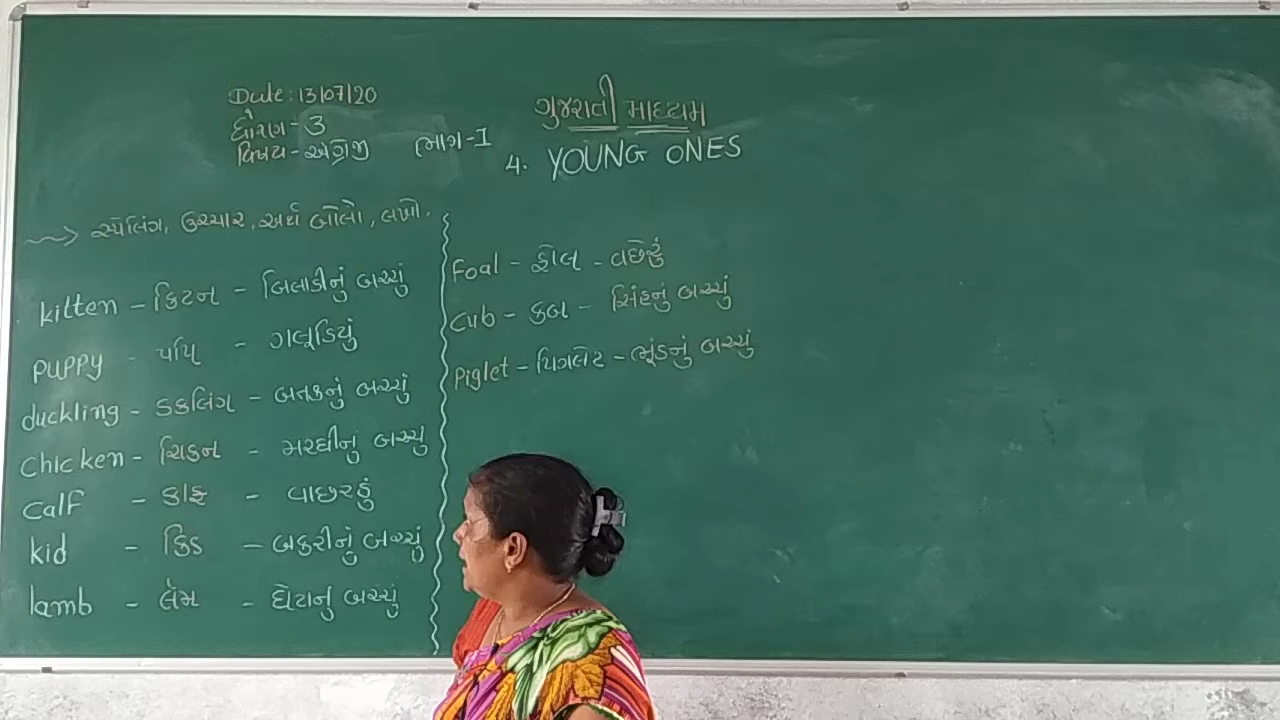 Date: 13/07/20
ધોરણ - 3
વિષય - અંગ્રેજી
ભાગ-I
ગુજરાતી માધ્યમ
4. YOUNG ONES
સ્પેલિંગ, ઉચ્ચાર, અર્થ બોલો, લખો.
kitten - કિટન - બિલાડીનું બચ્ચું
puppy - પપિ - ગલૂડિયું
duckling - ડકલિંગ - બતકનું બચ્ચું
Chicken - ચિકન - મરઘીનું બચ્ચું
Calf - કાફ - વાછરડું
kid - કિડ - બકરીનું બચ્ચું
lamb - લેમ - ઘેટાનું બચ્ચું
Foal - ફોલ - વછેરું
Cub - કબ - સિંહનું બચ્ચું
Piglet - પિગલેટ - ભૂંડનું બચ્ચું